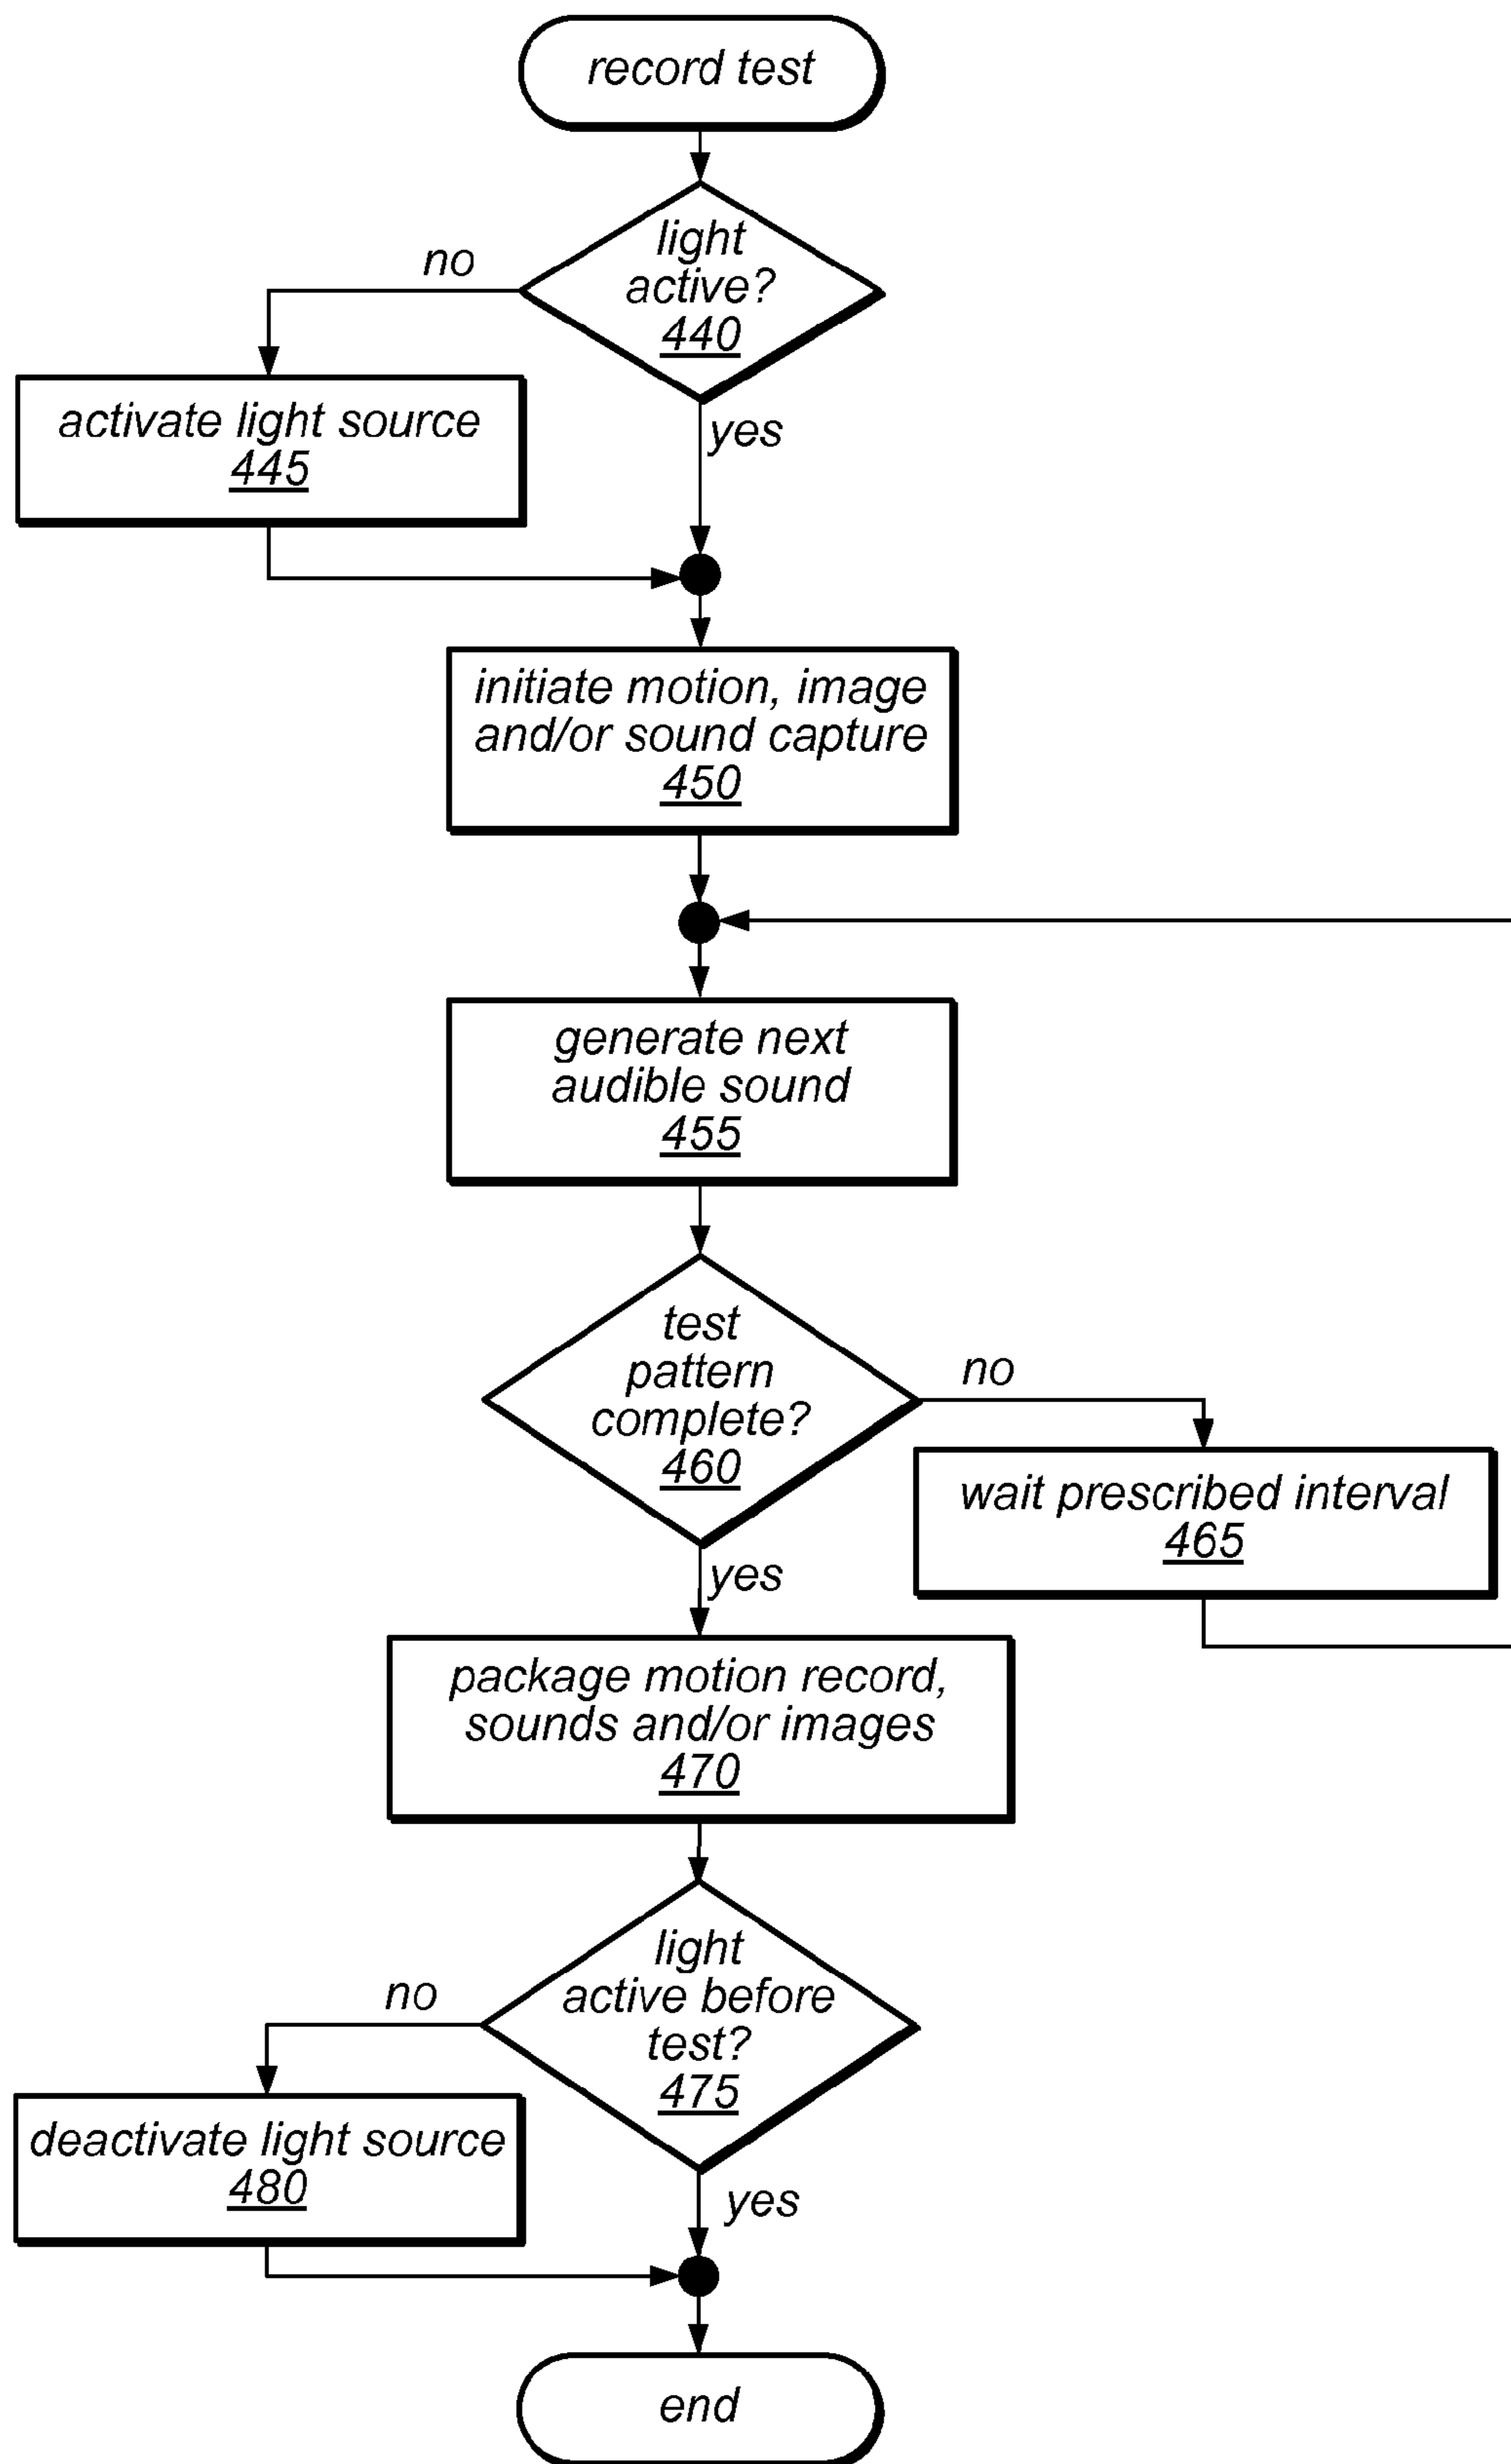 record test
light
active?
440
no
yes
activate light source
445
initiate motion, image
and/or sound capture
450
generate next
audible sound
455
test
pattern
complete?
460
no
wait prescribed interval
465
yes
package motion record,
sounds and/or images
470
light
active before
test?
475
no
deactivate light source
480
yes
end